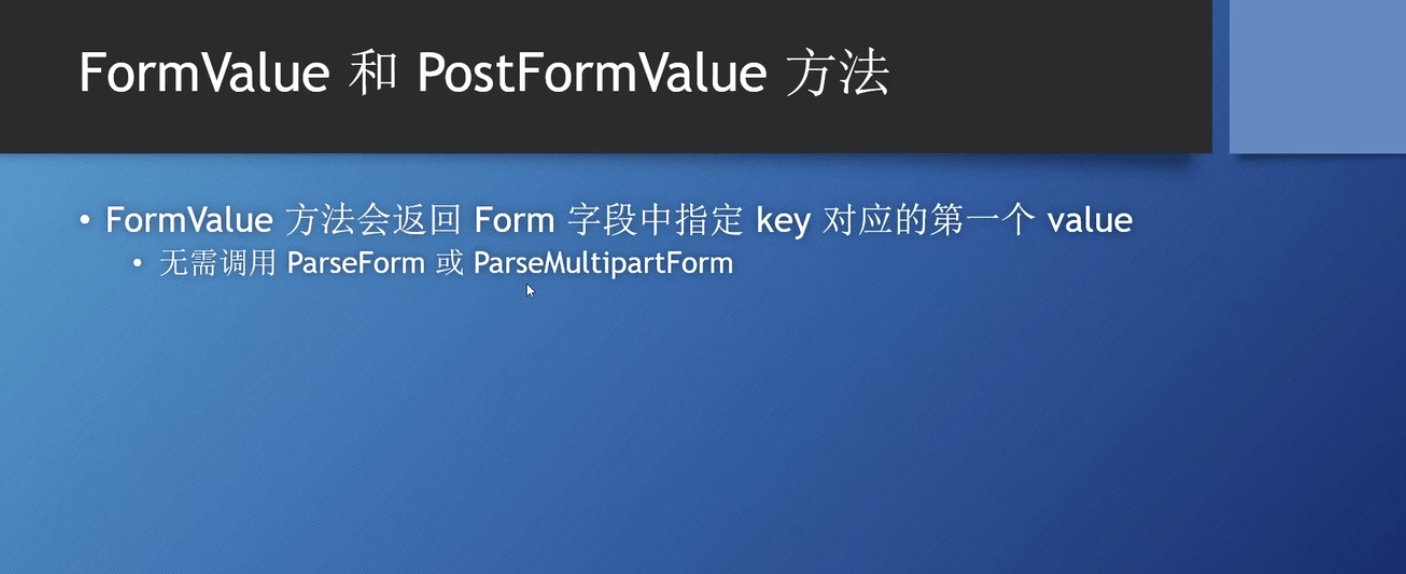 FormValue 和 PostFormValue 方法
• FormValue 方法会返回 Form 字段中指定 key 对应的第一个 value
• 无需调用 ParseForm 或 ParseMultipartForm